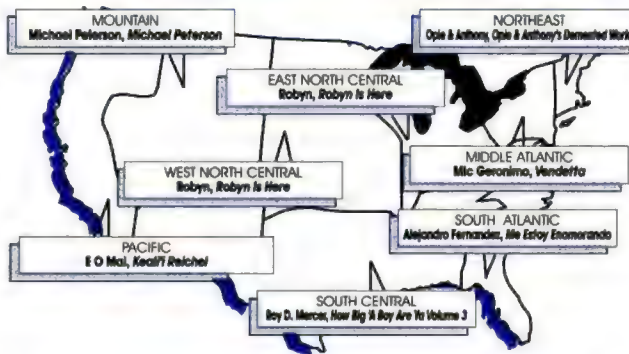 MOUNTAIN
Michael Peterson, Michael Peterson
NORTHEAST
Opie & Anthony, Opie & Anthony's Demented World
EAST NORTH CENTRAL
Robyn, Robyn Is Here
WEST NORTH CENTRAL
Robyn, Robyn Is Here
MIDDLE ATLANTIC
Mic Geronimo, Vendetta
SOUTH ATLANTIC
Alejandro Fernandez, Me Estoy Enamorando
PACIFIC
E O Mai, Keali'i Reichel
SOUTH CENTRAL
Roy D. Mercer, How Big 'A Boy Are Ya Volume 3